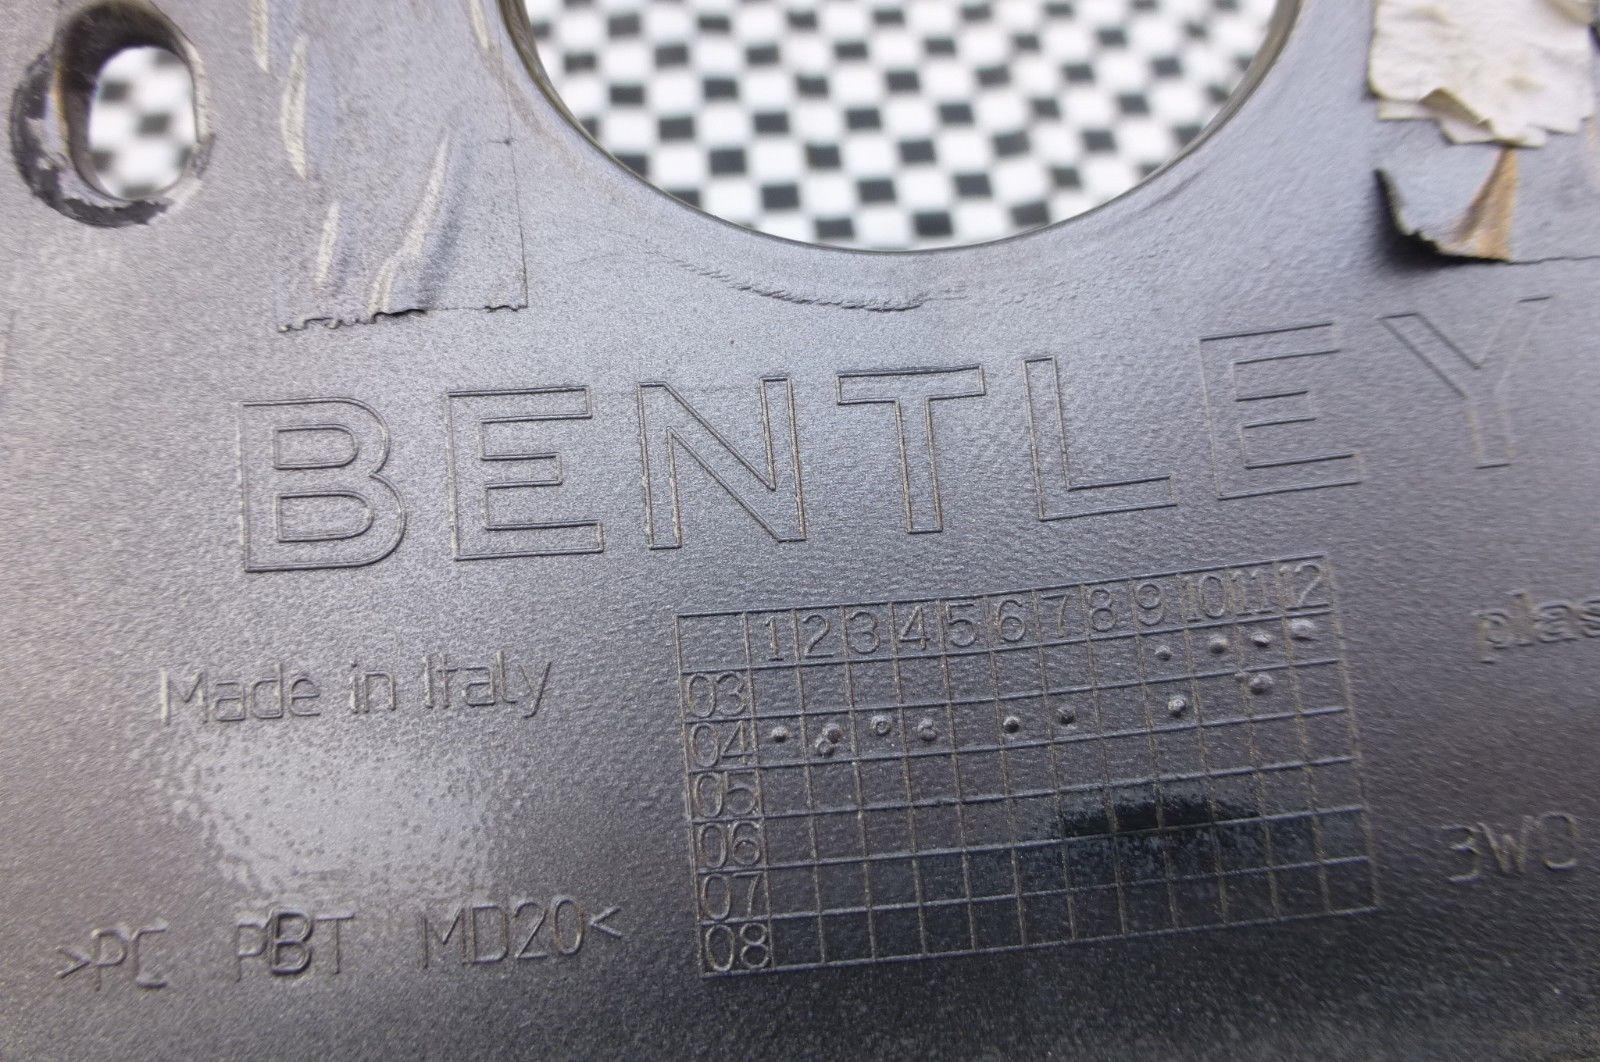 BENTLEY
Made in Italy
1 2 3 4 5 6 7 8 9 10 11 12
03
04
05
06
07
08
plas
3W0
>PC PBT MD20<